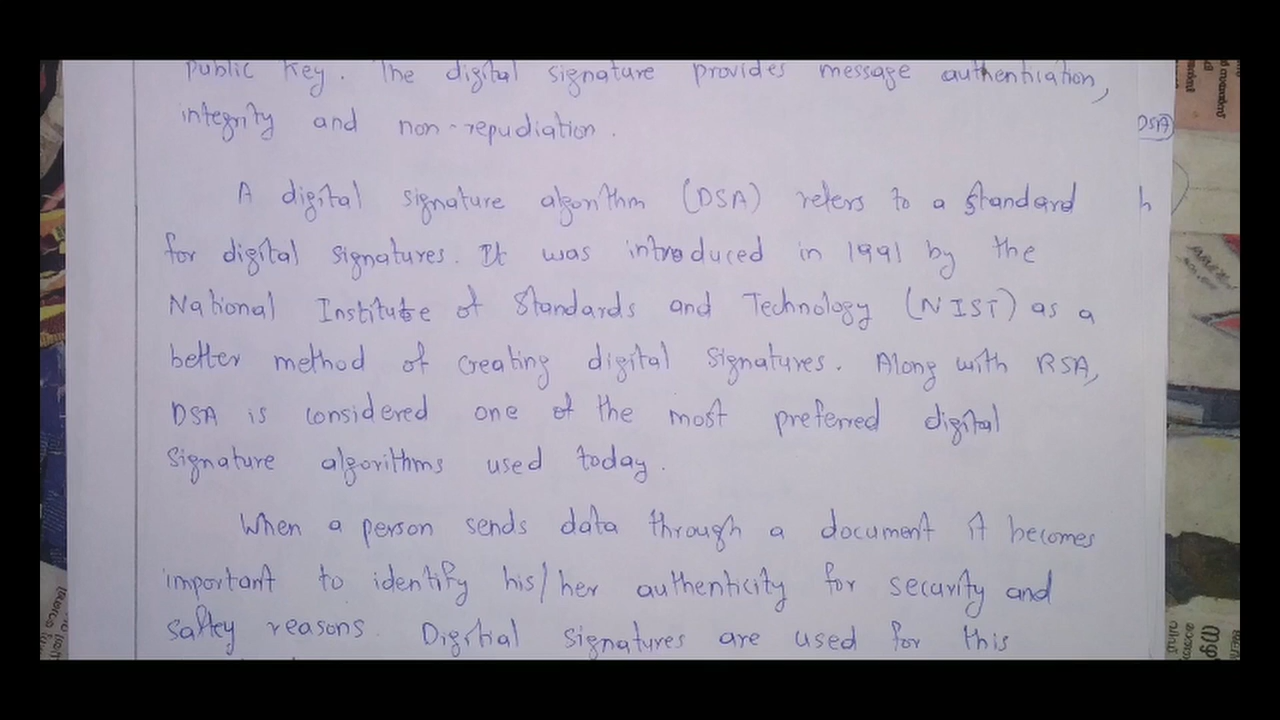 public key. The digital signature provides message authentication,
integrity and non-repudiation.
DSA
A digital signature algorithm (DSA) refers to a standard
h
for digital signatures. It was introduced in 1991 by the
National Institute of Standards and Technology (NIST) as a
better method of creating digital signatures. Along with RSA,
DSA is considered one of the most preferred digital
signature algorithms used today.
When a person sends data through a document it becomes
important to identify his/her authenticity for security and
saftey reasons. Digitial signatures are used for this